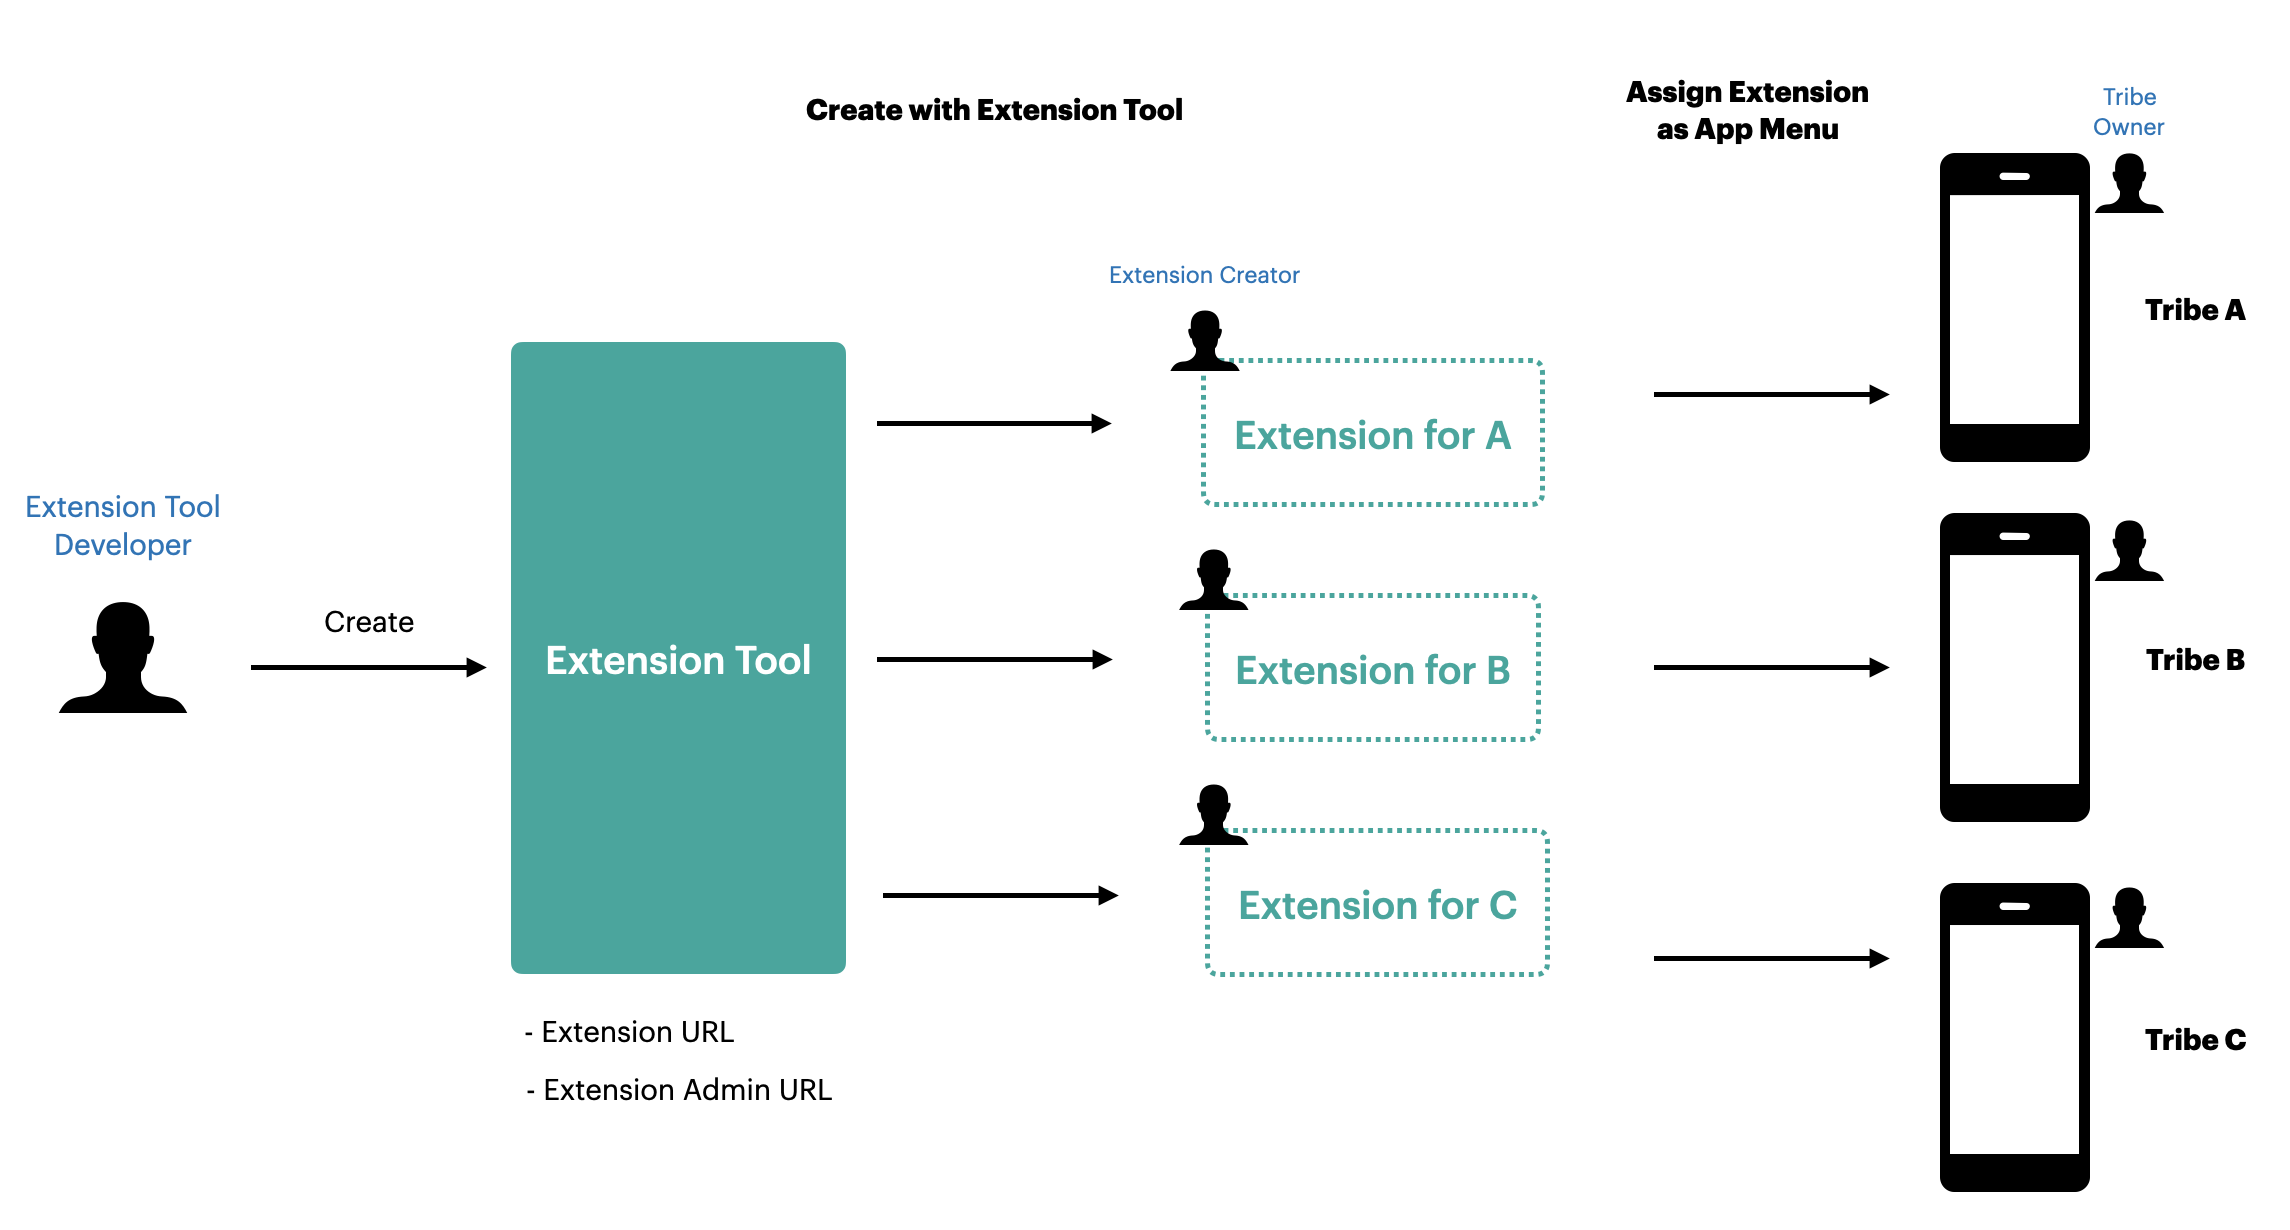 Create with Extension Tool
Assign Extension
as App Menu
Tribe
Owner
Extension Creator
Tribe A
Extension for A
Extension Tool
Developer
Create
Extension Tool
Extension for B
Tribe B
Extension for C
Tribe C
- Extension URL
- Extension Admin URL